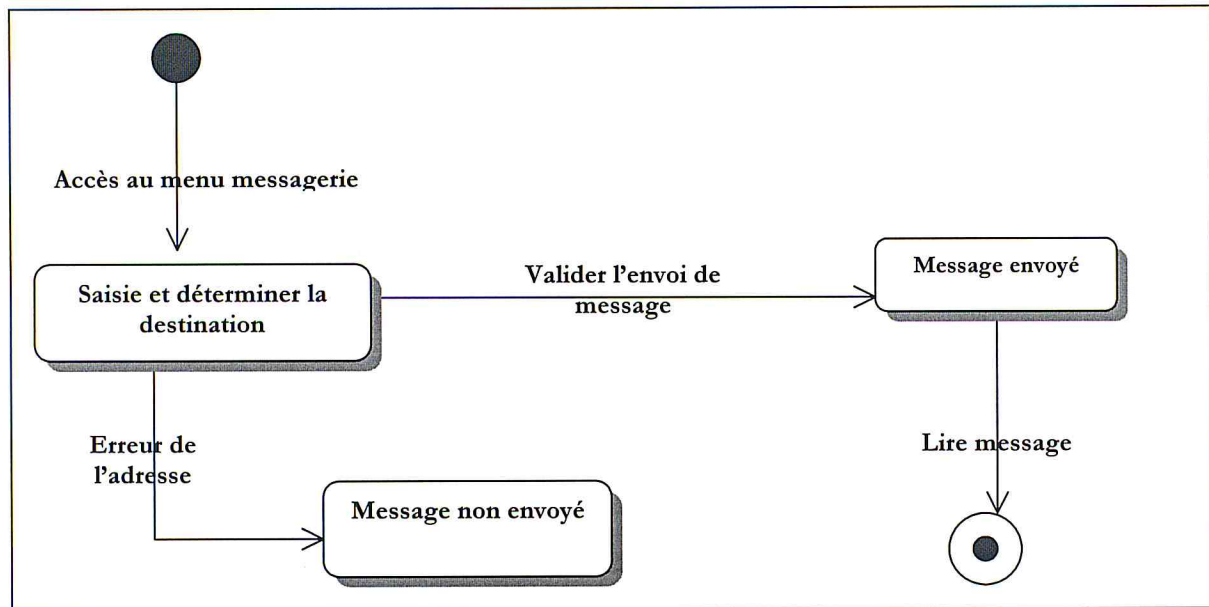 Accès au menu messagerie
Saisie et déterminer la
destination
Valider l'envoi de
message
Message envoyé
Erreur de
l'adresse
Lire message
Message non envoyé